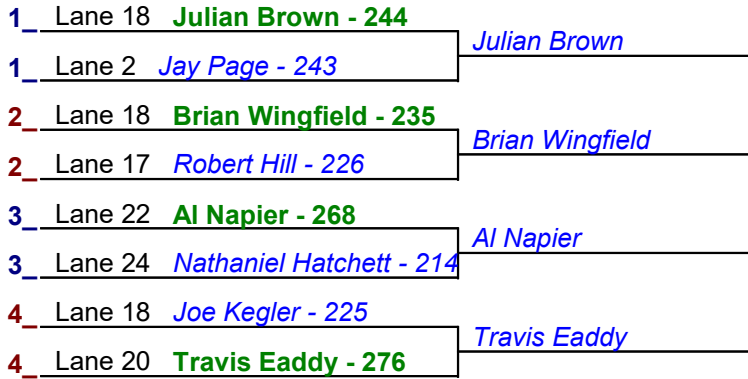 1_ Lane 18 Julian Brown - 244
Julian Brown
1_ Lane 2 Jay Page - 243
2_ Lane 18 Brian Wingfield - 235
Brian Wingfield
2_ Lane 17 Robert Hill - 226
3_ Lane 22 Al Napier - 268
Al Napier
3_ Lane 24 Nathaniel Hatchett - 214
4_ Lane 18 Joe Kegler - 225
Travis Eaddy
4_ Lane 20 Travis Eaddy - 276